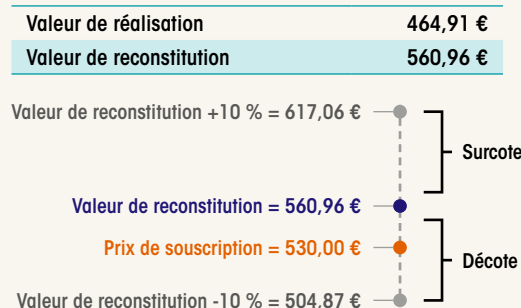 Valeur de réalisation 464,91 €
Valeur de reconstitution 560,96 €
Valeur de reconstitution +10 % = 617,06 €
Surcote
Valeur de reconstitution = 560,96 €
Prix de souscription = 530,00 €
Décote
Valeur de reconstitution -10 % = 504,87 €